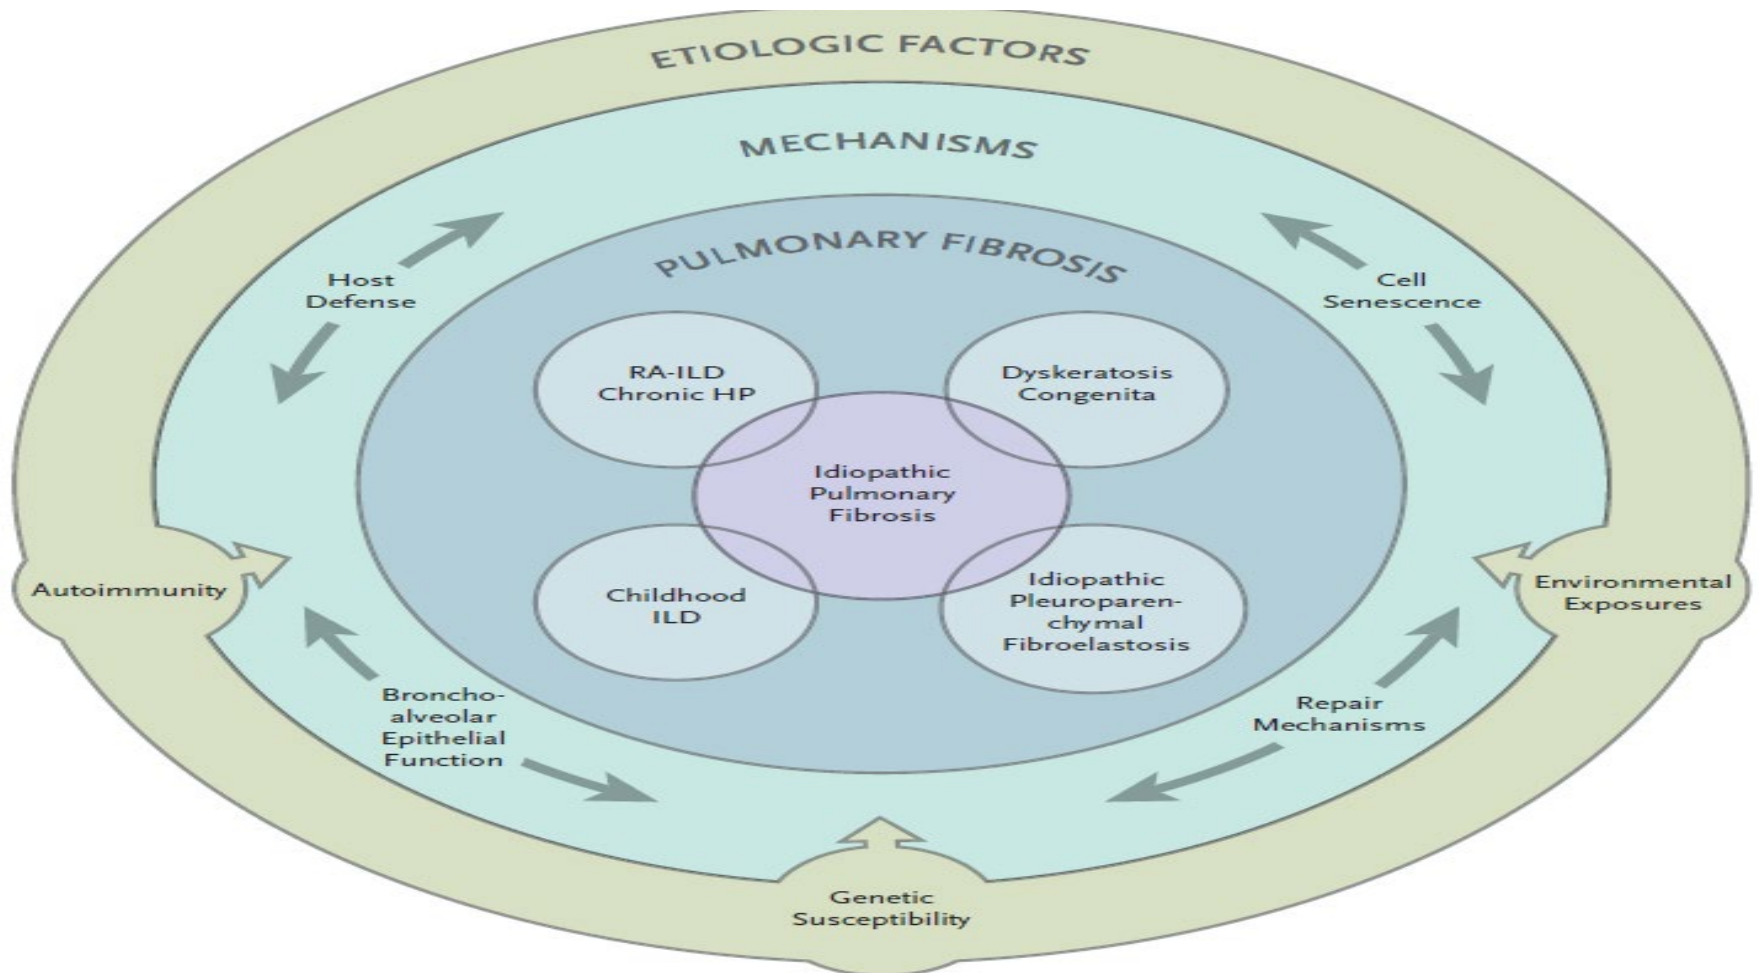 ETIOLOGIC FACTORS
MECHANISMS
PULMONARY FIBROSIS
Host
Defense
Cell
Senescence
RA-ILD
Chronic HP
Dyskeratosis
Congenita
Idiopathic
Pulmonary
Fibrosis
Childhood
ILD
Idiopathic
Pleuroparen-
chymal
Fibroelastosis
Autoimmunity
Environmental
Exposures
Broncho-
alveolar
Epithelial
Function
Repair
Mechanisms
Genetic
Susceptibility